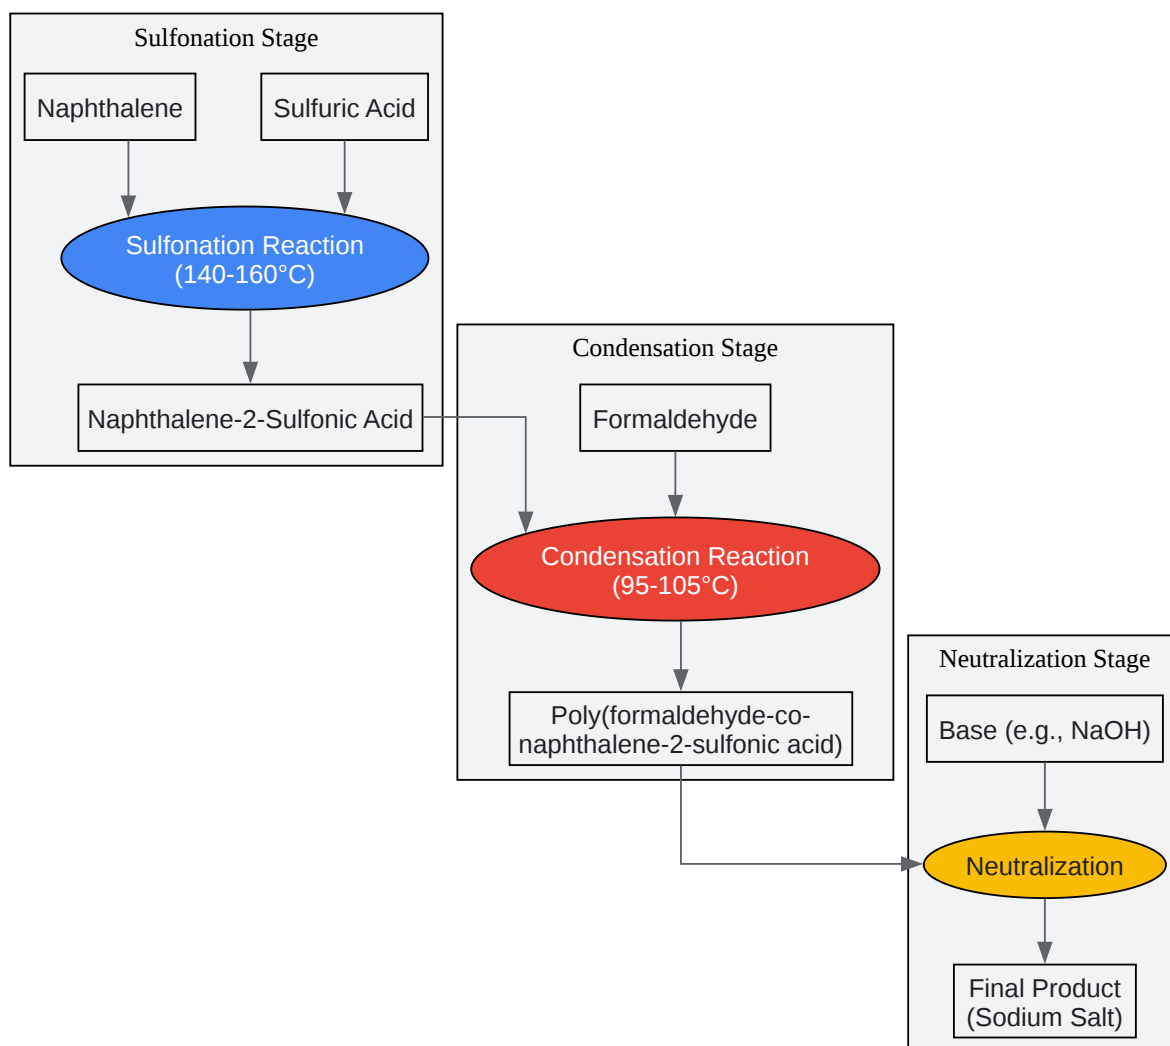 Sulfonation Stage
Naphthalene
Sulfuric Acid
Sulfonation Reaction
(140-160°C)
Naphthalene-2-Sulfonic Acid
Condensation Stage
Formaldehyde
Condensation Reaction
(95-105°C)
Poly(formaldehyde-co-
naphthalene-2-sulfonic acid)
Neutralization Stage
Base (e.g., NaOH)
Neutralization
Final Product
(Sodium Salt)